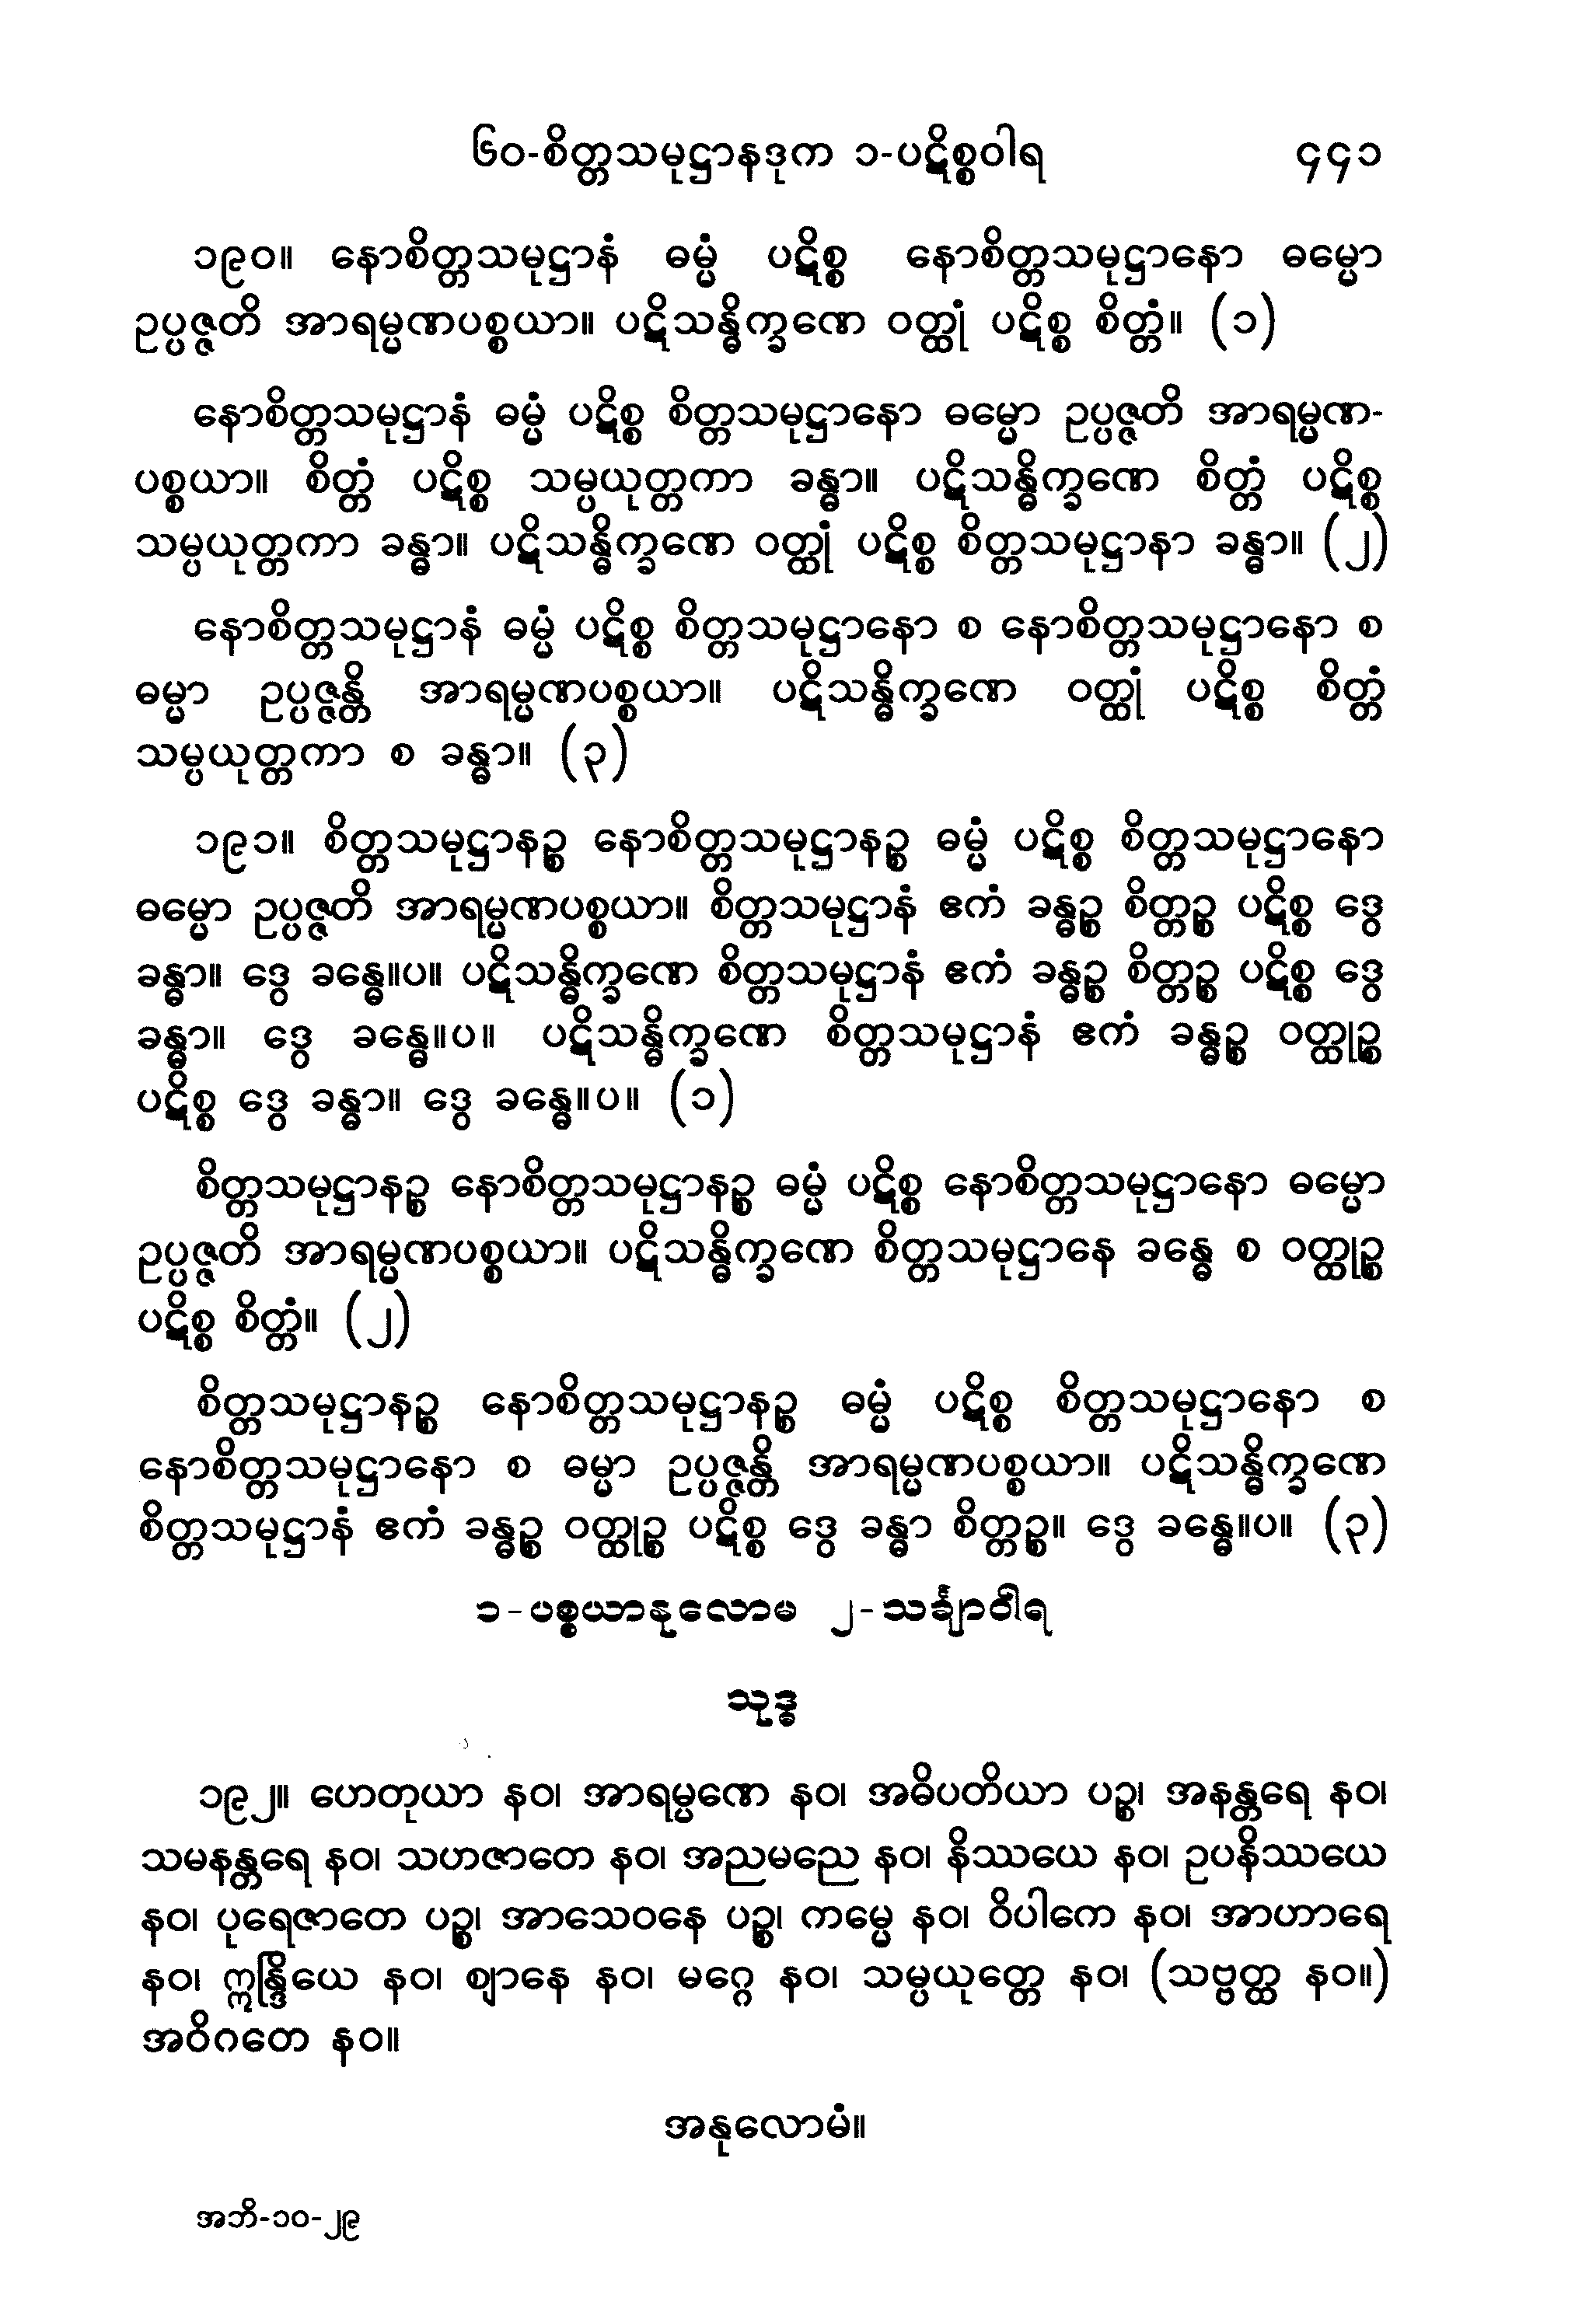 ၆၀-စိတ္တသမုဋ္ဌာနဒုက ၁-ပဋိစ္စဝါရ ၄၄၁
၁၉၀။ နောစိတ္တသမုဋ္ဌာနံ ဓမ္မံ ပဋိစ္စ နောစိတ္တသမုဋ္ဌာနော ဓမ္မော
ဥပ္ပဇ္ဇတိ အာရမ္မဏပစ္စယာ။ ပဋိသန္ဓိက္ခဏေ ဝတ္ထုံ ပဋိစ္စ စိတ္တံ။ (၁)
နောစိတ္တသမုဋ္ဌာနံ ဓမ္မံ ပဋိစ္စ စိတ္တသမုဋ္ဌာနော ဓမ္မော ဥပ္ပဇ္ဇတိ အာရမ္မဏ-
ပစ္စယာ။ စိတ္တံ ပဋိစ္စ သမ္ပယုတ္တကာ ခန္ဓာ။ ပဋိသန္ဓိက္ခဏေ စိတ္တံ ပဋိစ္စ
သမ္ပယုတ္တကာ ခန္ဓာ။ ပဋိသန္ဓိက္ခဏေ ဝတ္ထုံ ပဋိစ္စ စိတ္တသမုဋ္ဌာနာ ခန္ဓာ။ (၂)
နောစိတ္တသမုဋ္ဌာနံ ဓမ္မံ ပဋိစ္စ စိတ္တသမုဋ္ဌာနော စ နောစိတ္တသမုဋ္ဌာနော စ
ဓမ္မာ ဥပ္ပဇ္ဇန္တိ အာရမ္မဏပစ္စယာ။ ပဋိသန္ဓိက္ခဏေ ဝတ္ထုံ ပဋိစ္စ စိတ္တံ
သမ္ပယုတ္တကာ စ ခန္ဓာ။ (၃)
၁၉၁။ စိတ္တသမုဋ္ဌာနဉ္စ နောစိတ္တသမုဋ္ဌာနဉ္စ ဓမ္မံ ပဋိစ္စ စိတ္တသမုဋ္ဌာနော
ဓမ္မော ဥပ္ပဇ္ဇတိ အာရမ္မဏပစ္စယာ။ စိတ္တသမုဋ္ဌာနံ ဧကံ ခန္ဓဉ္စ စိတ္တဉ္စ ပဋိစ္စ ဒွေ
ခန္ဓာ။ ဒွေ ခန္ဓေ။ပ။ ပဋိသန္ဓိက္ခဏေ စိတ္တသမုဋ္ဌာနံ ဧကံ ခန္ဓဉ္စ စိတ္တဉ္စ ပဋိစ္စ ဒွေ
ခန္ဓာ။ ဒွေ ခန္ဓေ။ပ။ ပဋိသန္ဓိက္ခဏေ စိတ္တသမုဋ္ဌာနံ ဧကံ ခန္ဓဉ္စ ဝတ္ထုဉ္စ
ပဋိစ္စ ဒွေ ခန္ဓာ။ ဒွေ ခန္ဓေ။ပ။ (၁)
စိတ္တသမုဋ္ဌာနဉ္စ နောစိတ္တသမုဋ္ဌာနဉ္စ ဓမ္မံ ပဋိစ္စ နောစိတ္တသမုဋ္ဌာနော ဓမ္မော
ဥပ္ပဇ္ဇတိ အာရမ္မဏပစ္စယာ။ ပဋိသန္ဓိက္ခဏေ စိတ္တသမုဋ္ဌာနေ ခန္ဓေ စ ဝတ္ထုဉ္စ
ပဋိစ္စ စိတ္တံ။ (၂)
စိတ္တသမုဋ္ဌာနဉ္စ နောစိတ္တသမုဋ္ဌာနဉ္စ ဓမ္မံ ပဋိစ္စ စိတ္တသမုဋ္ဌာနော စ
နောစိတ္တသမုဋ္ဌာနော စ ဓမ္မာ ဥပ္ပဇ္ဇန္တိ အာရမ္မဏပစ္စယာ။ ပဋိသန္ဓိက္ခဏေ
စိတ္တသမုဋ္ဌာနံ ဧကံ ခန္ဓဉ္စ ဝတ္ထုဉ္စ ပဋိစ္စ ဒွေ ခန္ဓာ စိတ္တဉ္စ။ ဒွေ ခန္ဓေ။ပ။ (၃)
၁-ပစ္စယာနုလောမ ၂-သင်္ချာဝါရ
သုဒ္ဓ
၁၉၂။ ဟေတုယာ နဝ၊ အာရမ္မဏေ နဝ၊ အဓိပတိယာ ပဉ္စ၊ အနန္တရေ နဝ၊
သမနန္တရေ နဝ၊ သဟဇာတေ နဝ၊ အညမညေ နဝ၊ နိဿယေ နဝ၊ ဥပနိဿယေ
နဝ၊ ပုရေဇာတေ ပဉ္စ၊ အာသေဝနေ ပဉ္စ၊ ကမ္မေ နဝ၊ ဝိပါကေ နဝ၊ အာဟာရေ
နဝ၊ ဣန္ဒြိယေ နဝ၊ ဈာနေ နဝ၊ မဂ္ဂေ နဝ၊ သမ္ပယုတ္တေ နဝ၊ (သဗ္ဗတ္ထ နဝ။)
အဝိဂတေ နဝ။
အနုလောမံ။
အဘိ-၁၀-၂၉